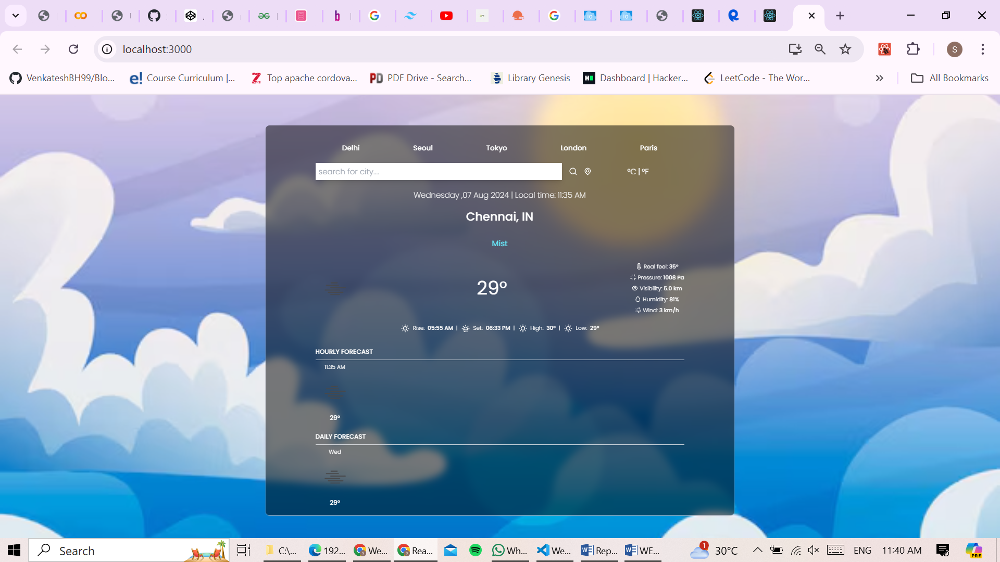 localhost:3000
VenkateshBH99/Blo...
Course Curriculum |...
Top apache cordova...
PDF Drive - Search...
Library Genesis
Dashboard | Hacker...
LeetCode - The Wor...
All Bookmarks
Delhi Seoul Tokyo London Paris
search for city....
°C | °F
Wednesday ,07 Aug 2024 | Local time: 11:35 AM
Chennai, IN
Mist
29°
Real feel: 35°
Pressure: 1008 Pa
Visibility: 5.0 km
Humidity: 81%
Wind: 3 km/h
Rise: 05:55 AM | Set: 06:33 PM | High: 30° | Low: 29°
HOURLY FORECAST
11:35 AM
29°
DAILY FORECAST
Wed
29°
Search
C:\...
192...
We...
Rea...
Wh...
We...
Rep...
WE...
1
30°C
ENG
11:40 AM
PRE